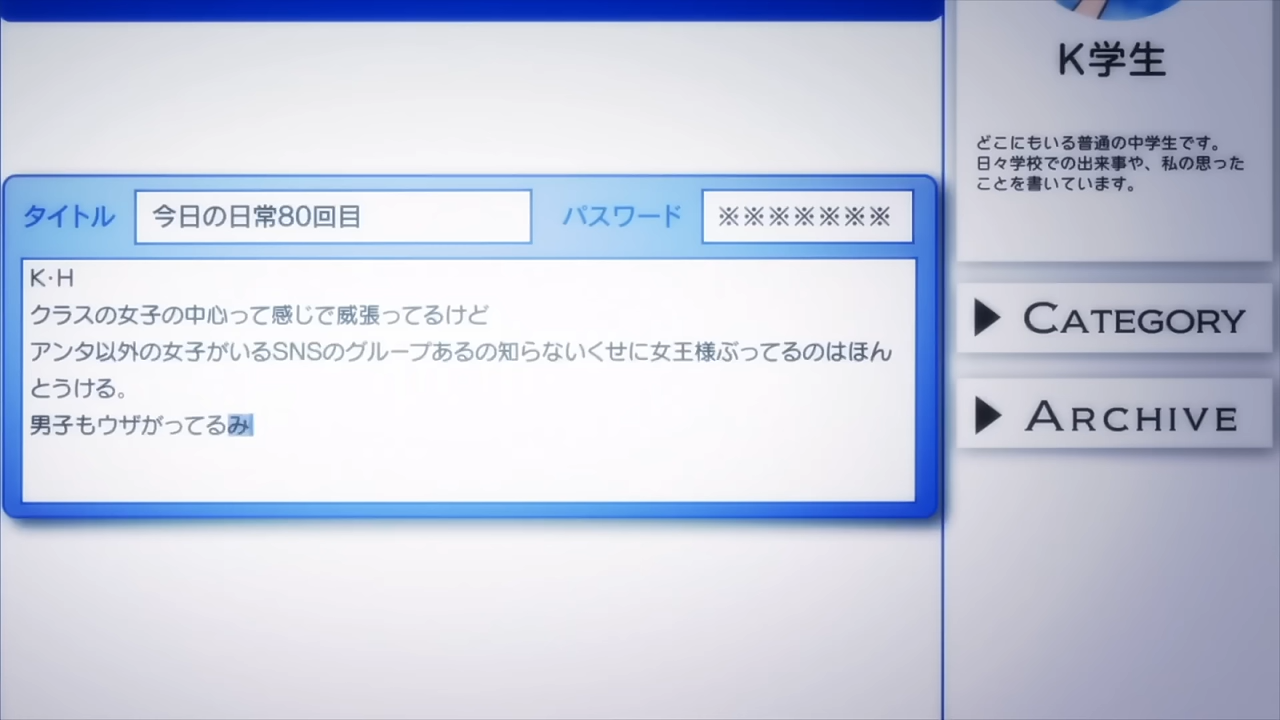 K学生
どこにもいる普通の中学生です。
日々学校での出来事や、私の思った
ことを書いています。
タイトル 今日の日常80回目 パスワード ※※※※※※※
K·H
クラスの女子の中心って感じで威張ってるけど
アンタ以外の女子がいるSNSのグループあるの知らないくせに女王様ぶってるのはほん
とうける。
男子もウザがってるみ
▶ CATEGORY
▶ ARCHIVE